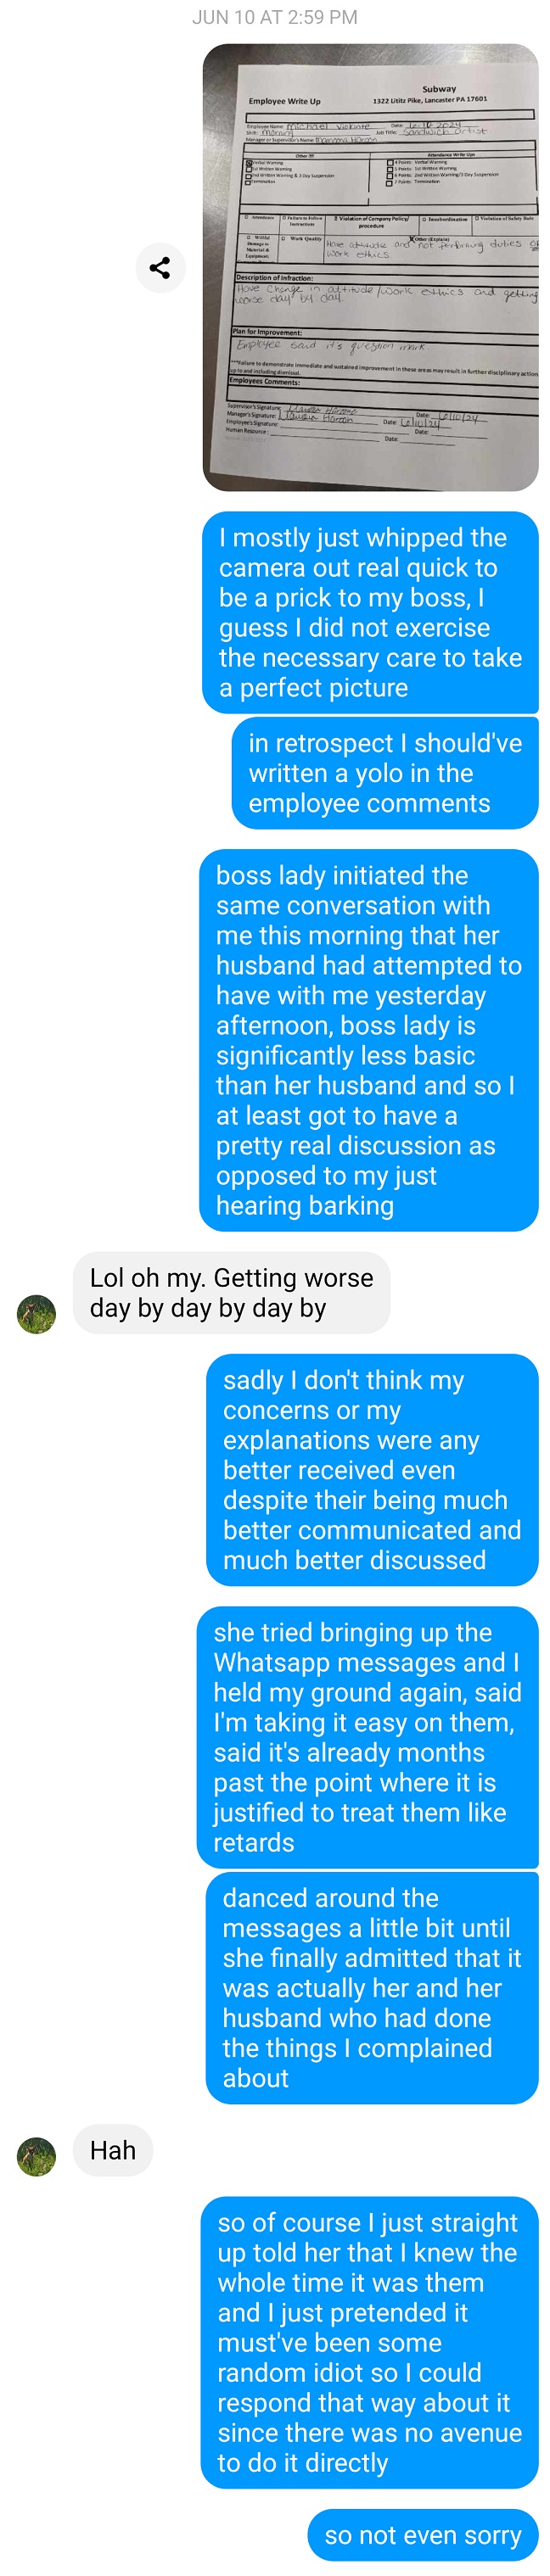 JUN 10 AT 2:59 PM
Subway
Employee Write Up
1322 Lititz Pike, Lancaster PA 17601
Employee Name: Michael Date: 6/10/2024
Shift: Morning Job Title: Sandwich Artist
Manager or Supervisor's Name
Other
Attendance Write Ups
Verbal Warning
4 Points: Verbal Warning
1st Written Warning
5 Points: 1st Written Warning
2nd Written Warning & 3 Day Suspension
6 Points: 2nd Written Warning/3 Day Suspension
Termination
7 Points: Termination
Attendance
Failure to Follow Instructions
Violation of Company Policy/ procedure
Insubordination
Violation of Safety Rule
Willful Damage to Material & Equipment
Work Quality
Other (Explain)
Have attitude and not performing duties
work ethics
Description of Infraction:
Have change in attitude/work ethics and getting
worse day by day.
Plan for Improvement:
Employee said it's question mark
***Failure to demonstrate immediate and sustained improvement in these areas may result in further disciplinary action
up to and including dismissal.
Employees Comments:
Supervisor's Signature:
Date: 6/10/24
Manager's Signature:
Date: 6/10/24
Employee's Signature:
Date:
Human Resource:
Date:
I mostly just whipped the
camera out real quick to
be a prick to my boss, I
guess I did not exercise
the necessary care to take
a perfect picture
in retrospect I should've
written a yolo in the
employee comments
boss lady initiated the
same conversation with
me this morning that her
husband had attempted to
have with me yesterday
afternoon, boss lady is
significantly less basic
than her husband and so I
at least got to have a
pretty real discussion as
opposed to my just
hearing barking
Lol oh my. Getting worse
day by day by day by
sadly I don't think my
concerns or my
explanations were any
better received even
despite their being much
better communicated and
much better discussed
she tried bringing up the
Whatsapp messages and I
held my ground again, said
I'm taking it easy on them,
said it's already months
past the point where it is
justified to treat them like
retards
danced around the
messages a little bit until
she finally admitted that it
was actually her and her
husband who had done
the things I complained
about
Hah
so of course I just straight
up told her that I knew the
whole time it was them
and I just pretended it
must've been some
random idiot so I could
respond that way about it
since there was no avenue
to do it directly
so not even sorry